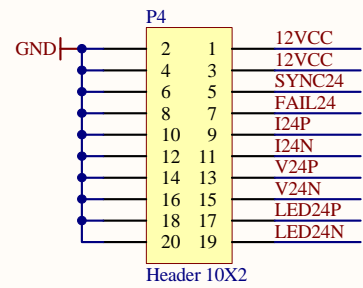 P4
12VCC
GND 2 1
12VCC
4 3
SYNC24
6 5
FAIL24
8 7
I24P
10 9
I24N
12 11
V24P
14 13
V24N
16 15
LED24P
18 17
LED24N
20 19
Header 10X2